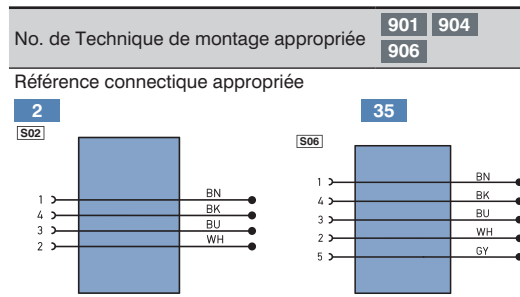 No. de Technique de montage appropriée 901 904
906
Référence connectique appropriée
2 35
S02 S06
1 BN
4 BK
3 BU
2 WH
1 BN
4 BK
3 BU
2 WH
5 GY